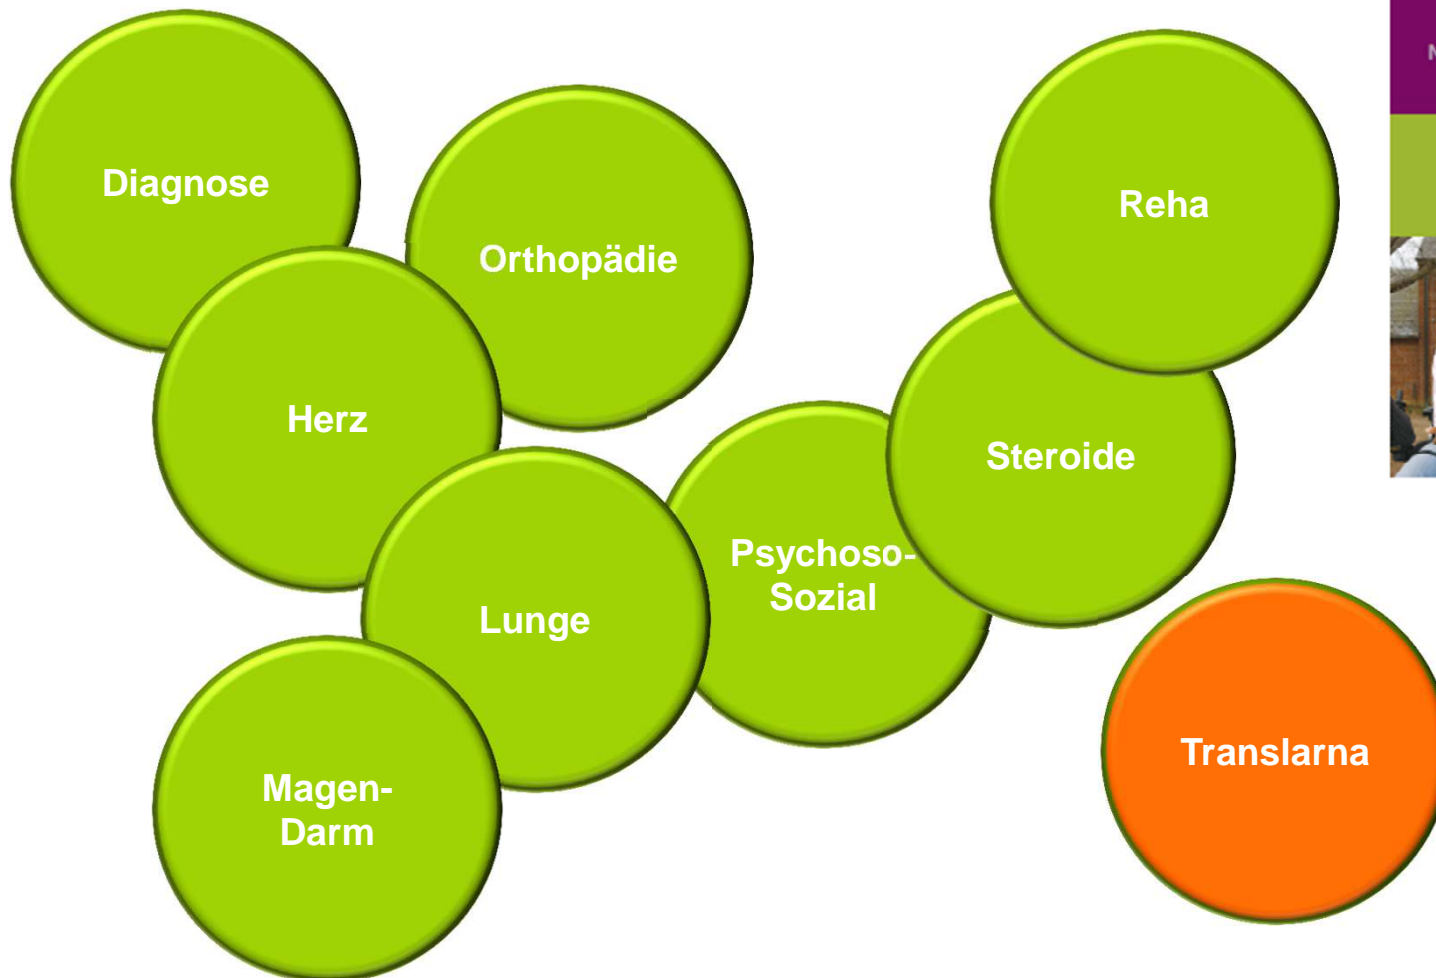 Diagnose
Orthopädie
Reha
Herz
Steroide
Psychoso-
Sozial
Lunge
Translarna
Magen-
Darm